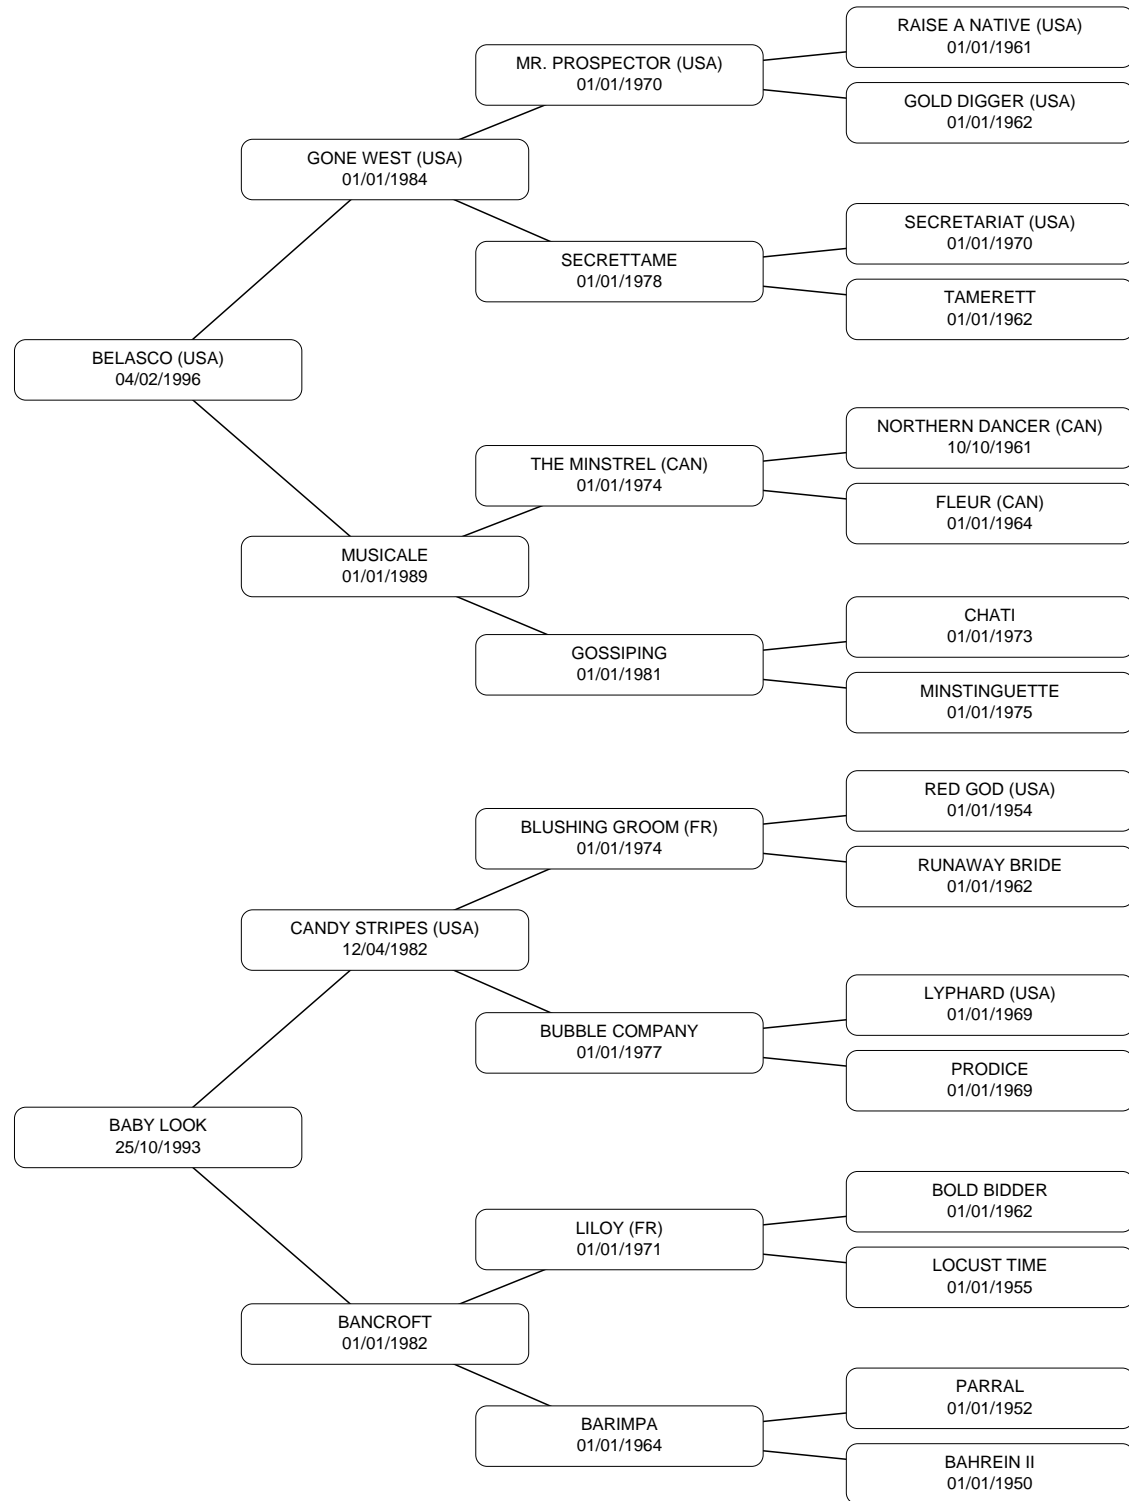 RAISE A NATIVE (USA)
01/01/1961
MR. PROSPECTOR (USA)
01/01/1970
GOLD DIGGER (USA)
01/01/1962
GONE WEST (USA)
01/01/1984
SECRETARIAT (USA)
01/01/1970
SECRETTAME
01/01/1978
TAMERETT
01/01/1962
BELASCO (USA)
04/02/1996
NORTHERN DANCER (CAN)
10/10/1961
THE MINSTREL (CAN)
01/01/1974
FLEUR (CAN)
01/01/1964
MUSICALE
01/01/1989
CHATI
01/01/1973
GOSSIPING
01/01/1981
MINSTINGUETTE
01/01/1975
RED GOD (USA)
01/01/1954
BLUSHING GROOM (FR)
01/01/1974
RUNAWAY BRIDE
01/01/1962
CANDY STRIPES (USA)
12/04/1982
LYPHARD (USA)
01/01/1969
BUBBLE COMPANY
01/01/1977
PRODICE
01/01/1969
BABY LOOK
25/10/1993
BOLD BIDDER
01/01/1962
LILOY (FR)
01/01/1971
LOCUST TIME
01/01/1955
BANCROFT
01/01/1982
PARRAL
01/01/1952
BARIMPA
01/01/1964
BAHREIN II
01/01/1950